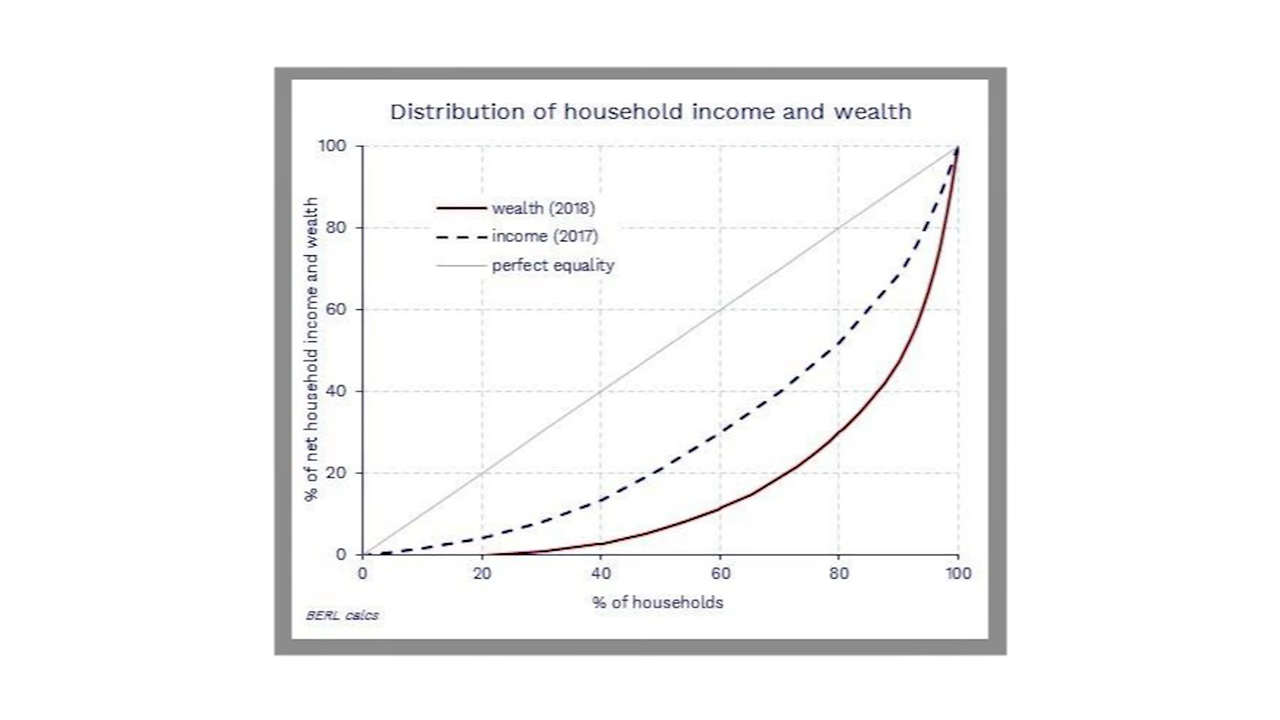 Distribution of household income and wealth
% of net household income and wealth
100
80
60
40
20
0
wealth (2018)
income (2017)
perfect equality
0 20 40 60 80 100
% of households
BERL calcs